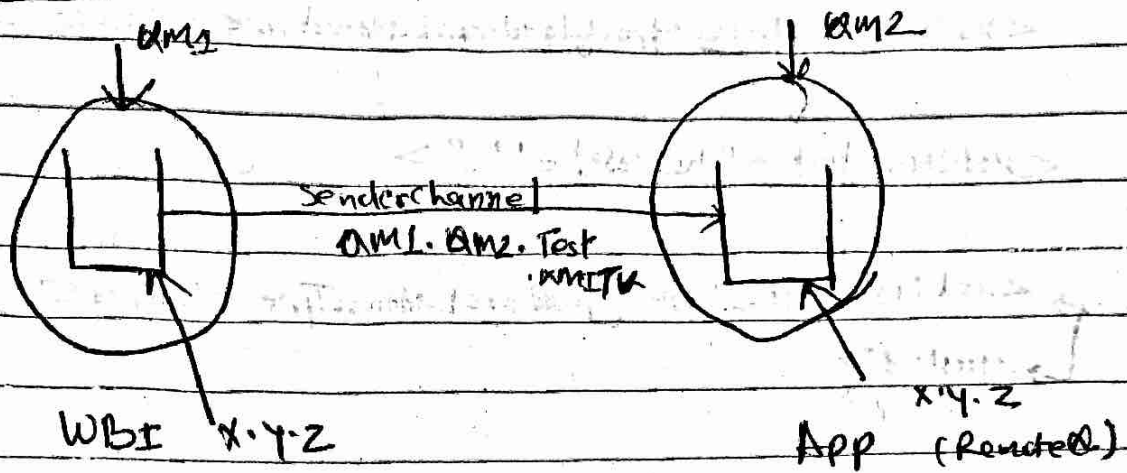 QM1
QM2
SenderChannel
QM1. QM2. Test
.XMITQ
X.Y.Z
X.Y.Z
WBI
App (RemoteQ)